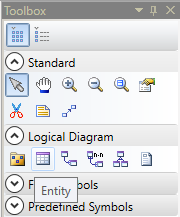 Toolbox
Standard
Logical Diagram
Entity
Predefined Symbols